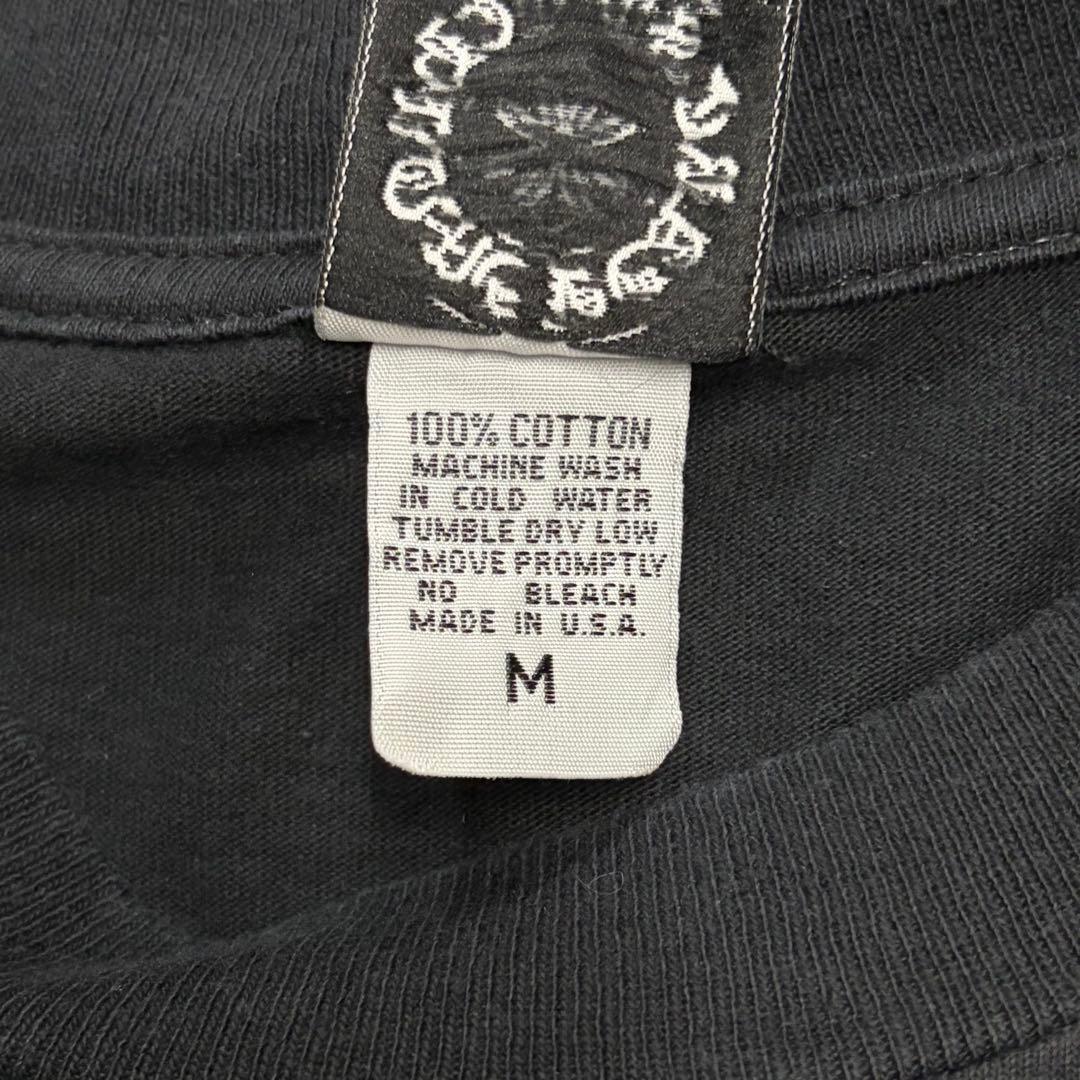 100% COTTON
MACHINE WASH
IN COLD WATER
TUMBLE DRY LOW
REMOVE PROMPTLY
NO BLEACH
MADE IN U.S.A.
M